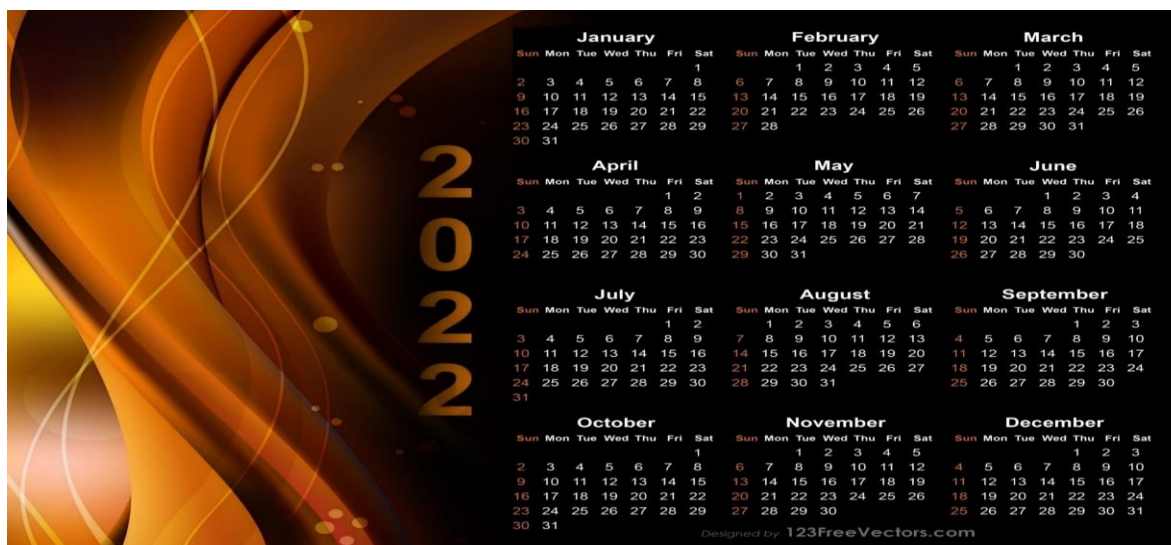 2
0
2
2
January
Sun Mon Tue Wed Thu Fri Sat
1
2 3 4 5 6 7 8
9 10 11 12 13 14 15
16 17 18 19 20 21 22
23 24 25 26 27 28 29
30 31
February
Sun Mon Tue Wed Thu Fri Sat
1 2 3 4 5
6 7 8 9 10 11 12
13 14 15 16 17 18 19
20 21 22 23 24 25 26
27 28
March
Sun Mon Tue Wed Thu Fri Sat
1 2 3 4 5
6 7 8 9 10 11 12
13 14 15 16 17 18 19
20 21 22 23 24 25 26
27 28 29 30 31
April
Sun Mon Tue Wed Thu Fri Sat
1 2
3 4 5 6 7 8 9
10 11 12 13 14 15 16
17 18 19 20 21 22 23
24 25 26 27 28 29 30
May
Sun Mon Tue Wed Thu Fri Sat
1 2 3 4 5 6 7
8 9 10 11 12 13 14
15 16 17 18 19 20 21
22 23 24 25 26 27 28
29 30 31
June
Sun Mon Tue Wed Thu Fri Sat
1 2 3 4
5 6 7 8 9 10 11
12 13 14 15 16 17 18
19 20 21 22 23 24 25
26 27 28 29 30
July
Sun Mon Tue Wed Thu Fri Sat
1 2
3 4 5 6 7 8 9
10 11 12 13 14 15 16
17 18 19 20 21 22 23
24 25 26 27 28 29 30
31
August
Sun Mon Tue Wed Thu Fri Sat
1 2 3 4 5 6
7 8 9 10 11 12 13
14 15 16 17 18 19 20
21 22 23 24 25 26 27
28 29 30 31
September
Sun Mon Tue Wed Thu Fri Sat
1 2 3
4 5 6 7 8 9 10
11 12 13 14 15 16 17
18 19 20 21 22 23 24
25 26 27 28 29 30
October
Sun Mon Tue Wed Thu Fri Sat
1
2 3 4 5 6 7 8
9 10 11 12 13 14 15
16 17 18 19 20 21 22
23 24 25 26 27 28 29
30 31
November
Sun Mon Tue Wed Thu Fri Sat
1 2 3 4 5
6 7 8 9 10 11 12
13 14 15 16 17 18 19
20 21 22 23 24 25 26
27 28 29 30
December
Sun Mon Tue Wed Thu Fri Sat
1 2 3
4 5 6 7 8 9 10
11 12 13 14 15 16 17
18 19 20 21 22 23 24
25 26 27 28 29 30 31
Designed by 123FreeVectors.com